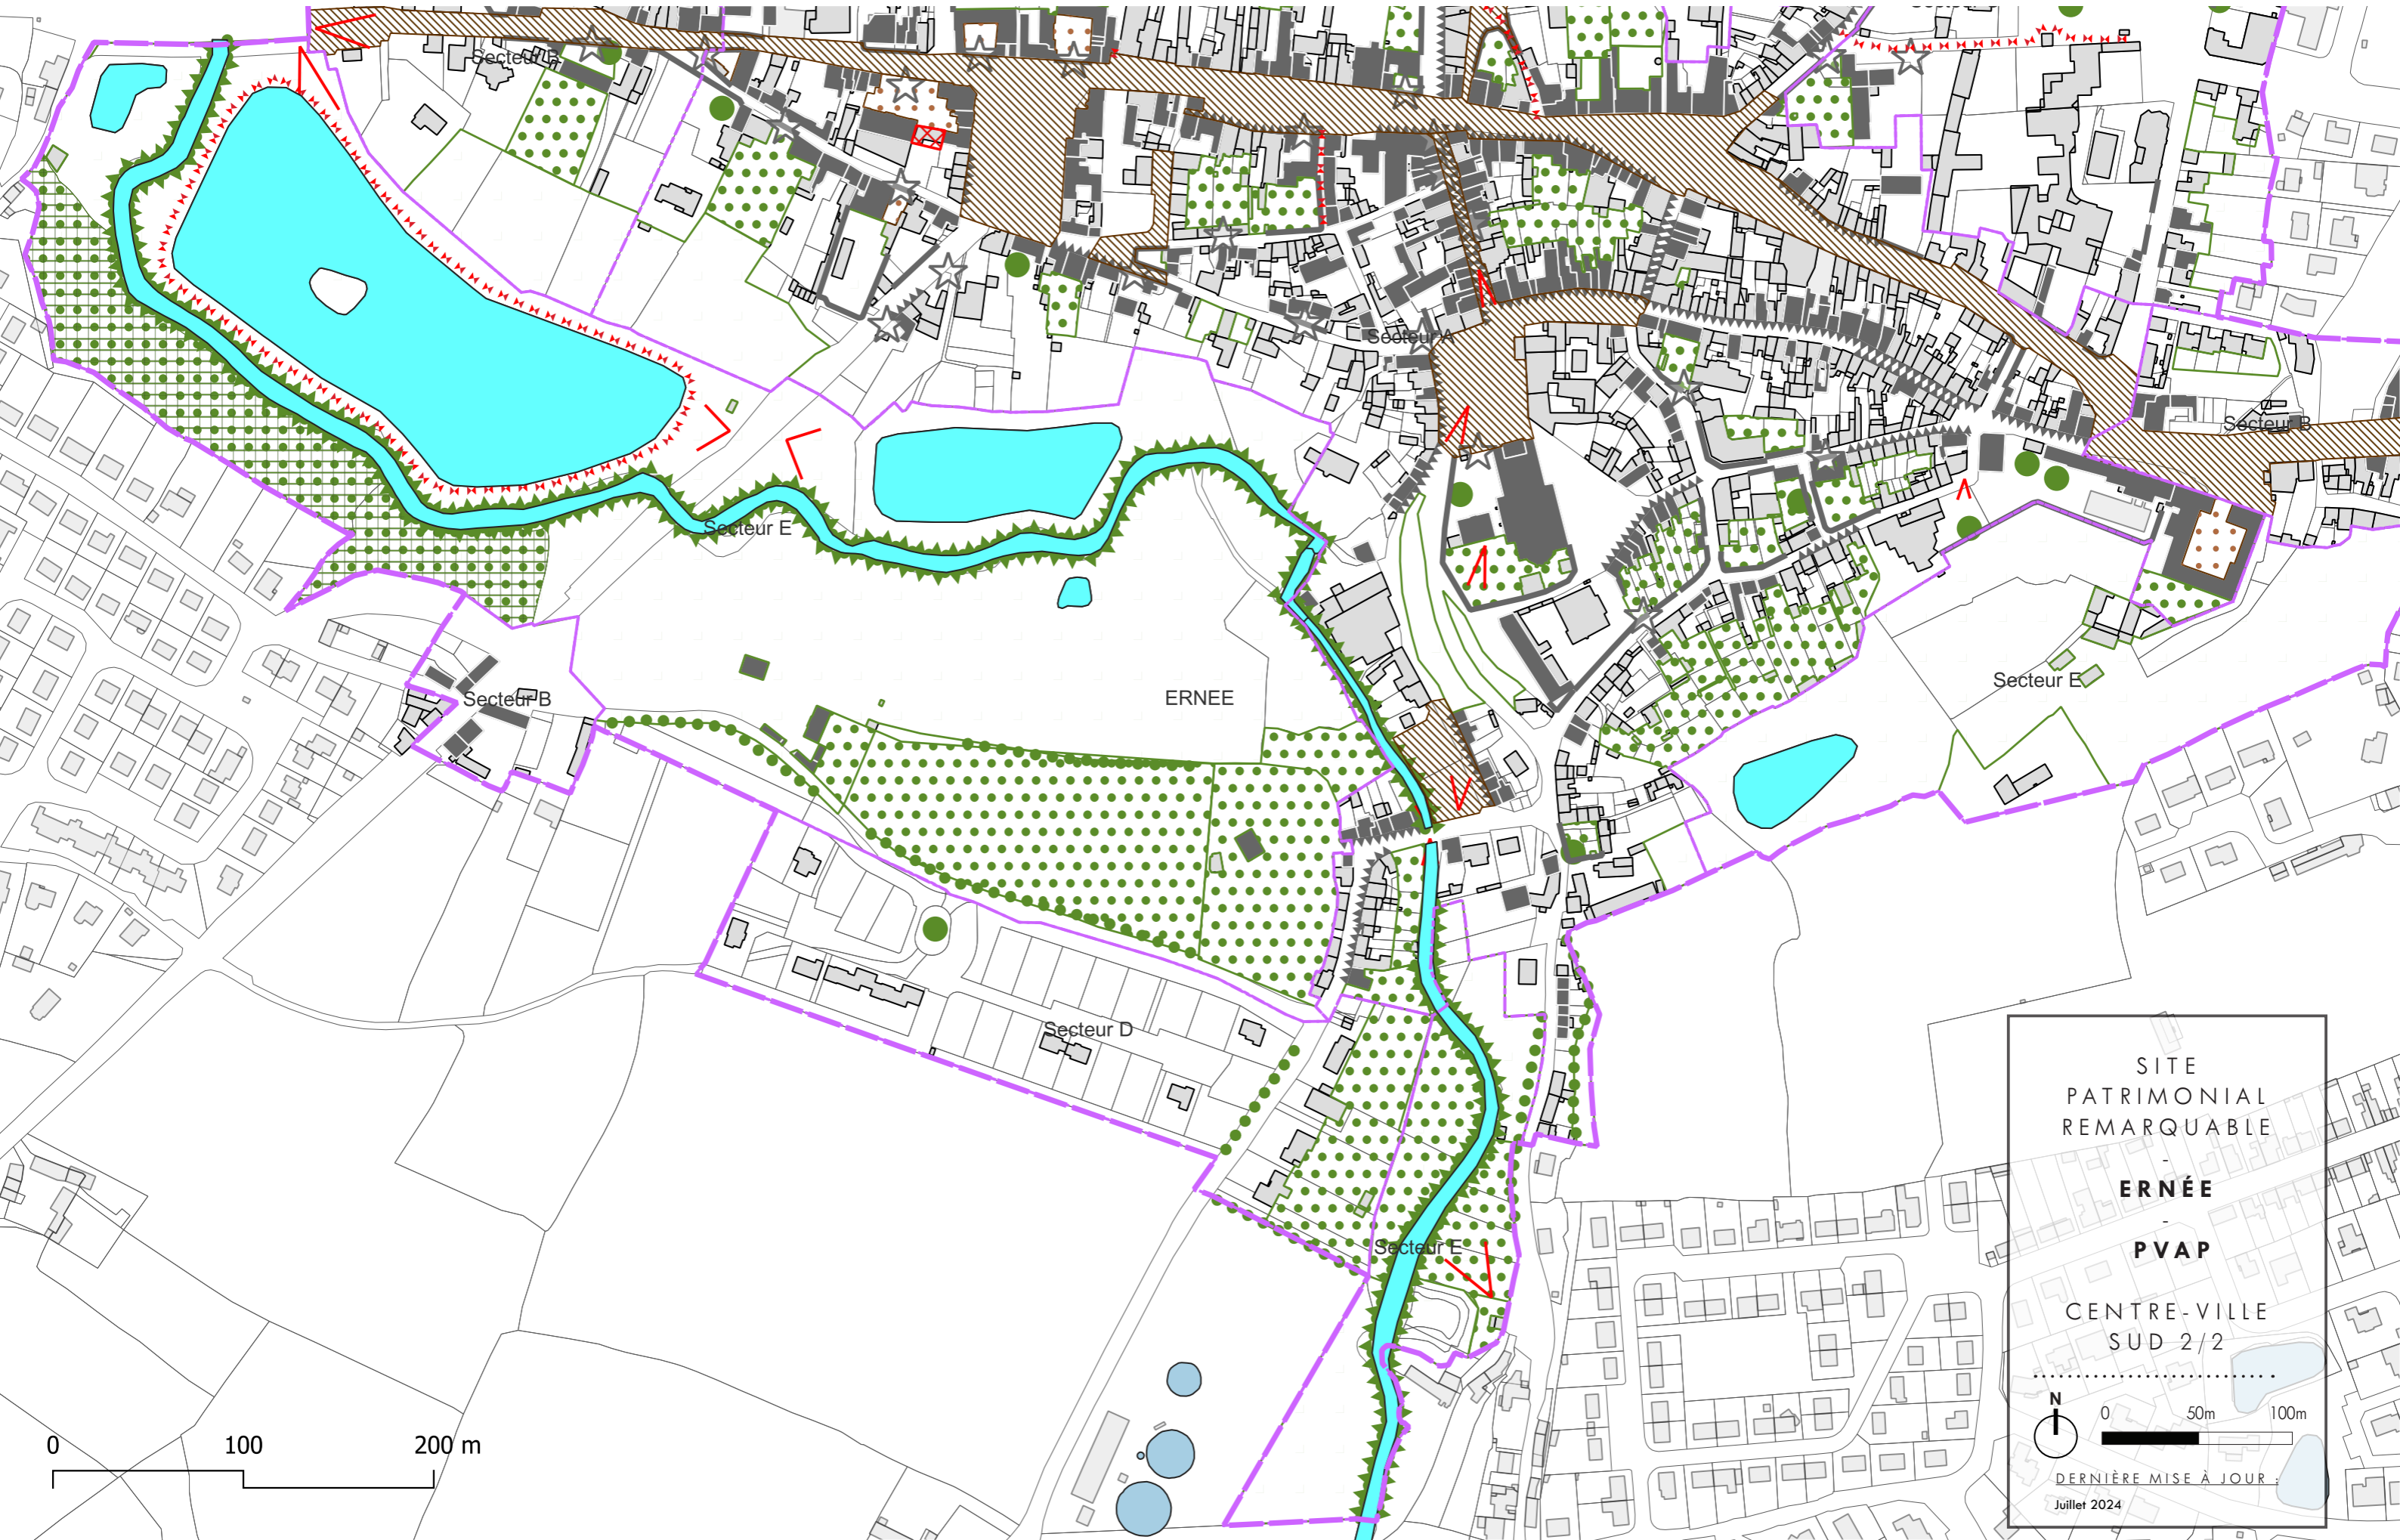 Secteur B
Secteur A
Secteur B
Secteur E
Secteur E
Secteur B
ERNEE
Secteur D
Secteur E
SITE
PATRIMONIAL
REMARQUABLE
-
ERNÉE
-
PVAP
CENTRE-VILLE
SUD 2/2
N
0 50m 100m
DERNIÈRE MISE À JOUR :
Juillet 2024
0 100 200 m